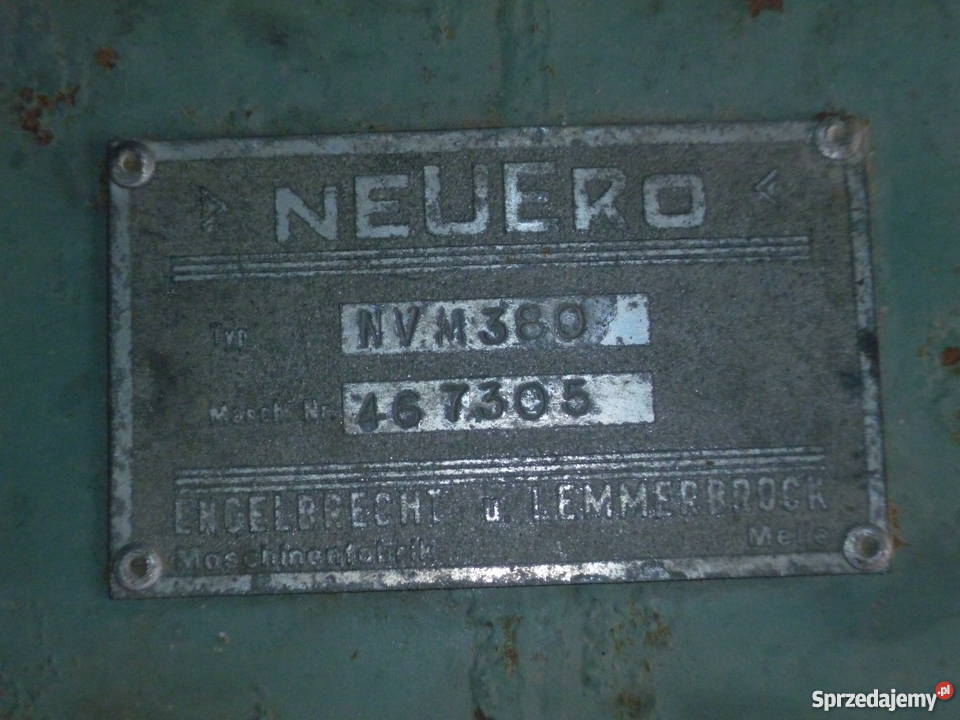 NEUERO
Typ NVM380
Masch. Nr. 467305
ENGELBRECHT u. LEMMERBROCK
Maschinenfabrik Melle
Sprzedajemy.pl